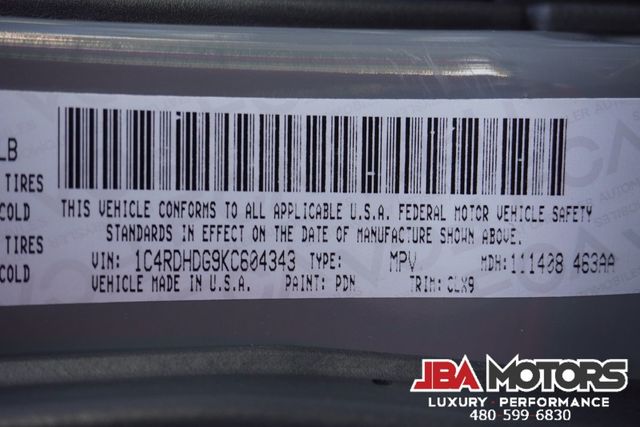 LB
TIRES
COLD
TIRES
COLD
THIS VEHICLE CONFORMS TO ALL APPLICABLE U.S.A. FEDERAL MOTOR VEHICLE SAFETY
STANDARDS IN EFFECT ON THE DATE OF MANUFACTURE SHOWN ABOVE.
VIN: 1C4RDHDG9KC604343 TYPE: MPV MDH:111408 463AA
VEHICLE MADE IN U.S.A. PAINT: PDN TRIM: CLX9
JBA MOTORS
LUXURY • PERFORMANCE
480 599 6830